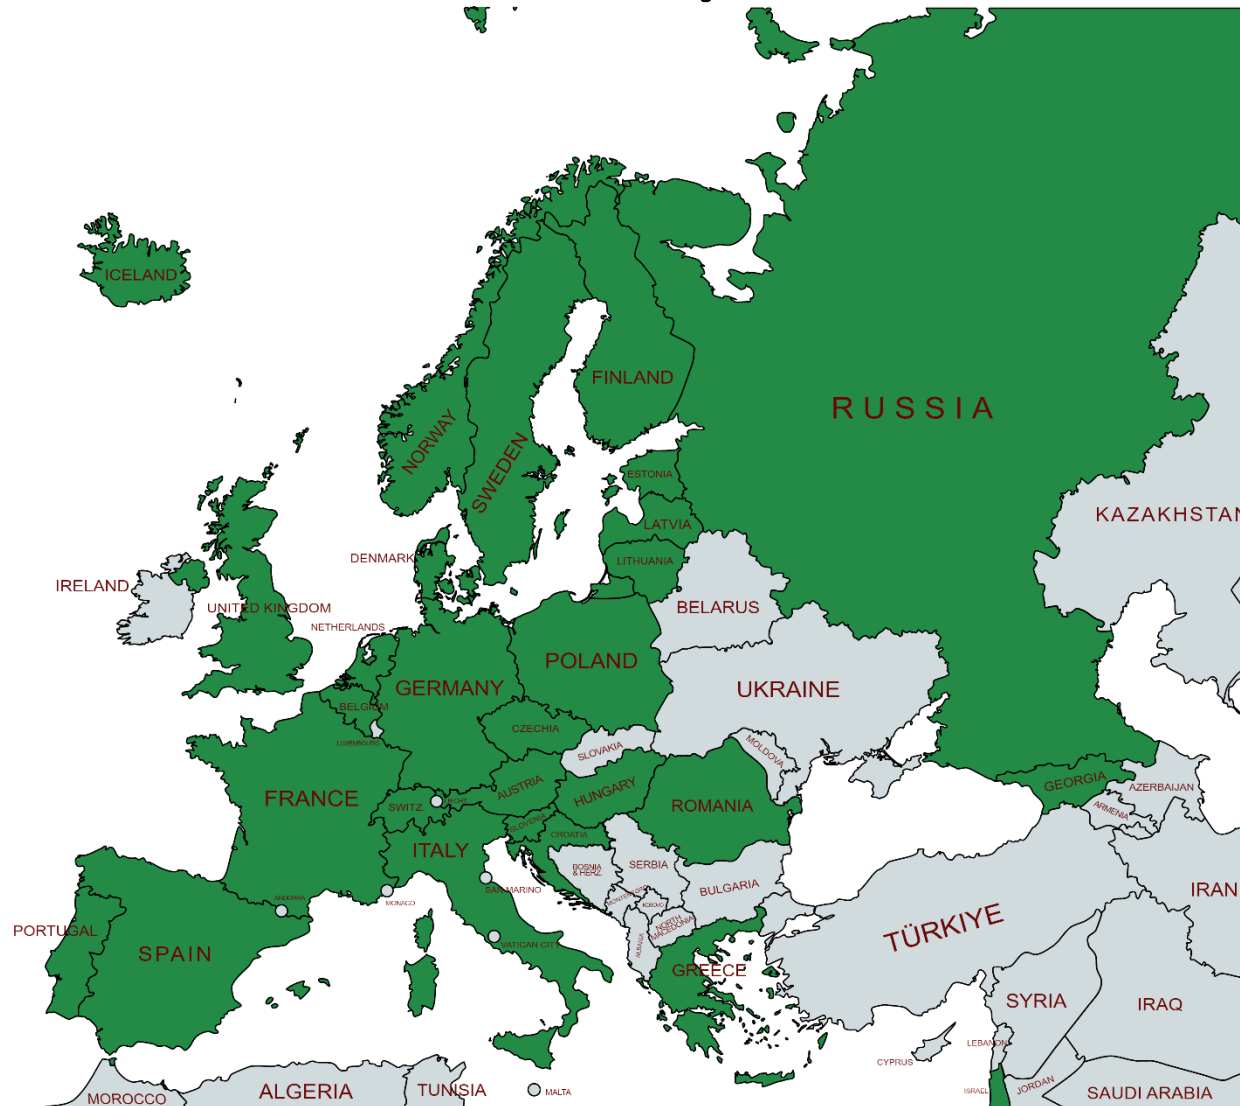 ICELAND
FINLAND
RUSSIA
NORWAY
SWEDEN
ESTONIA
KAZAKHSTAN
LATVIA
DENMARK
LITHUANIA
IRELAND
UNITED KINGDOM
BELARUS
NETHERLANDS
POLAND
GERMANY
UKRAINE
BELGIUM
CZECHIA
LUXEMBOURG
SLOVAKIA
MOLDOVA
GEORGIA
AZERBAIJAN
AUSTRIA
HUNGARY
FRANCE
SWITZ.
LIECHT.
ROMANIA
ARMENIA
SLOVENIA
CROATIA
ITALY
BOSNIA
& HERZ.
SERBIA
BULGARIA
SAN MARINO
IRAN
ANDORRA
MONACO
MONTENEGRO
KOSOVO
TÜRKIYE
PORTUGAL
SPAIN
VATICAN CITY
ALBANIA
NORTH
MACEDONIA
GREECE
SYRIA
IRAQ
LEBANON
CYPRUS
ALGERIA
TUNISIA
MALTA
ISRAEL
JORDAN
SAUDI ARABIA
MOROCCO